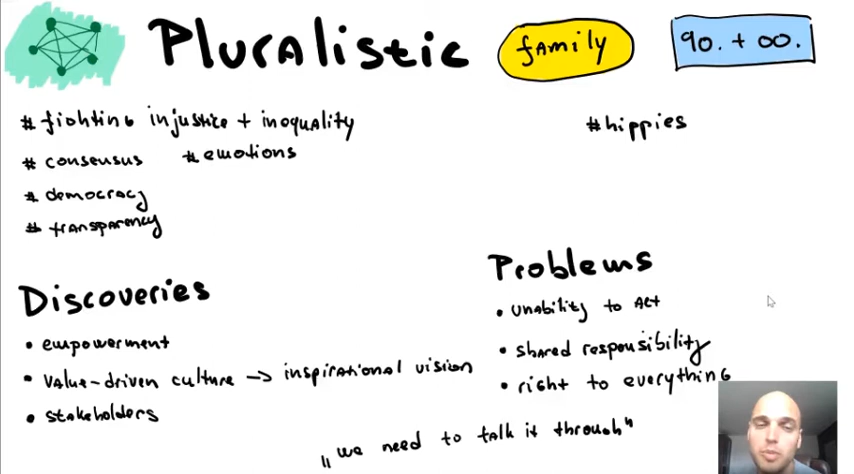 Pluralistic family 90. + 00.
# fighting injustice + inequality
# hippies
# consensus # emotions
# democracy
# transparency
Discoveries
• empowerment
• value-driven culture → inspirational vision
• stakeholders
Problems
• unability to act
• shared responsibility
• right to everything
„we need to talk it through"